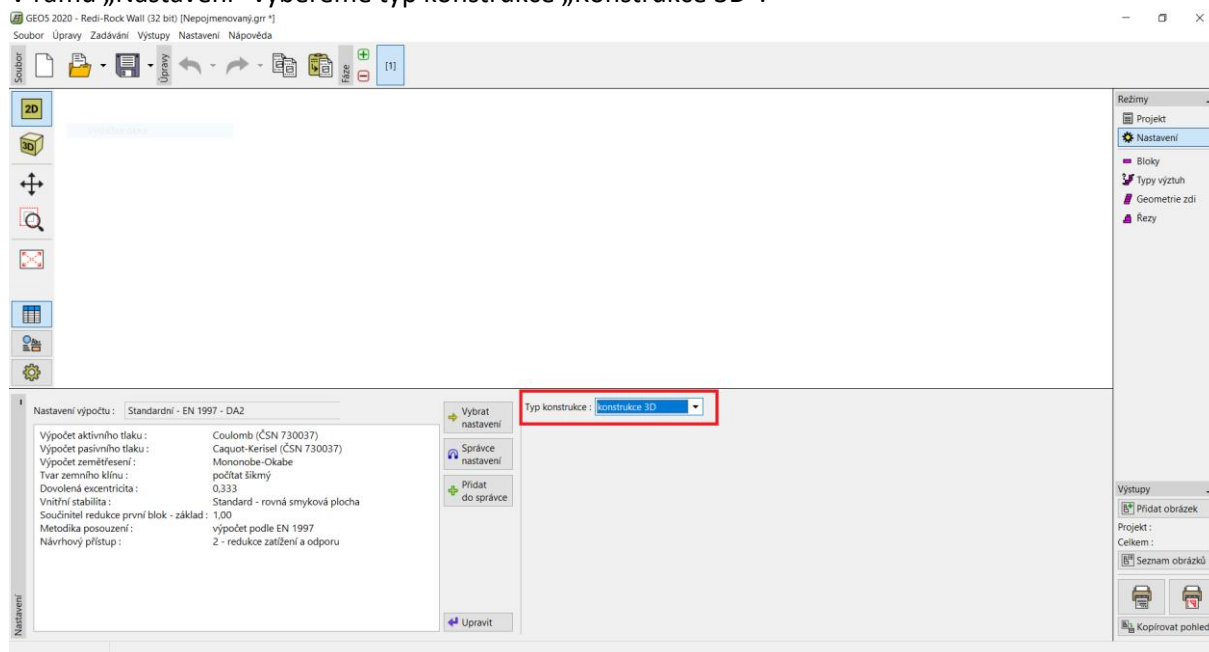 V rámu „Nastavení“ vybereme typ konstrukce „Konstrukce 3D“.
GEO5 2020 - Redi-Rock Wall (32 bit) [Nepojmenovaný.grr *]
Soubor Úpravy Zadávání Výstupy Nastavení Nápověda
Soubor
Úpravy
Fáze
[1]
2D
3D
Režimy
Projekt
Nastavení
Bloky
Typy výztuh
Geometrie zdi
Řezy
Nastavení výpočtu : Standardní - EN 1997 - DA2
Výpočet aktivního tlaku : Coulomb (ČSN 730037)
Výpočet pasivního tlaku : Caquot-Kerisel (ČSN 730037)
Výpočet zemětřesení : Mononobe-Okabe
Tvar zemního klínu : počítat šikmý
Dovolená excentricita : 0,333
Vnitřní stabilita : Standard - rovná smyková plocha
Součinitel redukce první blok - základ : 1,00
Metodika posouzení : výpočet podle EN 1997
Návrhový přístup : 2 - redukce zatížení a odporu
Vybrat
nastavení
Správce
nastavení
Přidat
do správce
Upravit
Typ konstrukce : konstrukce 3D
Nastavení
Výstupy
Přidat obrázek
Projekt :
Celkem :
Seznam obrázků
Kopírovat pohled